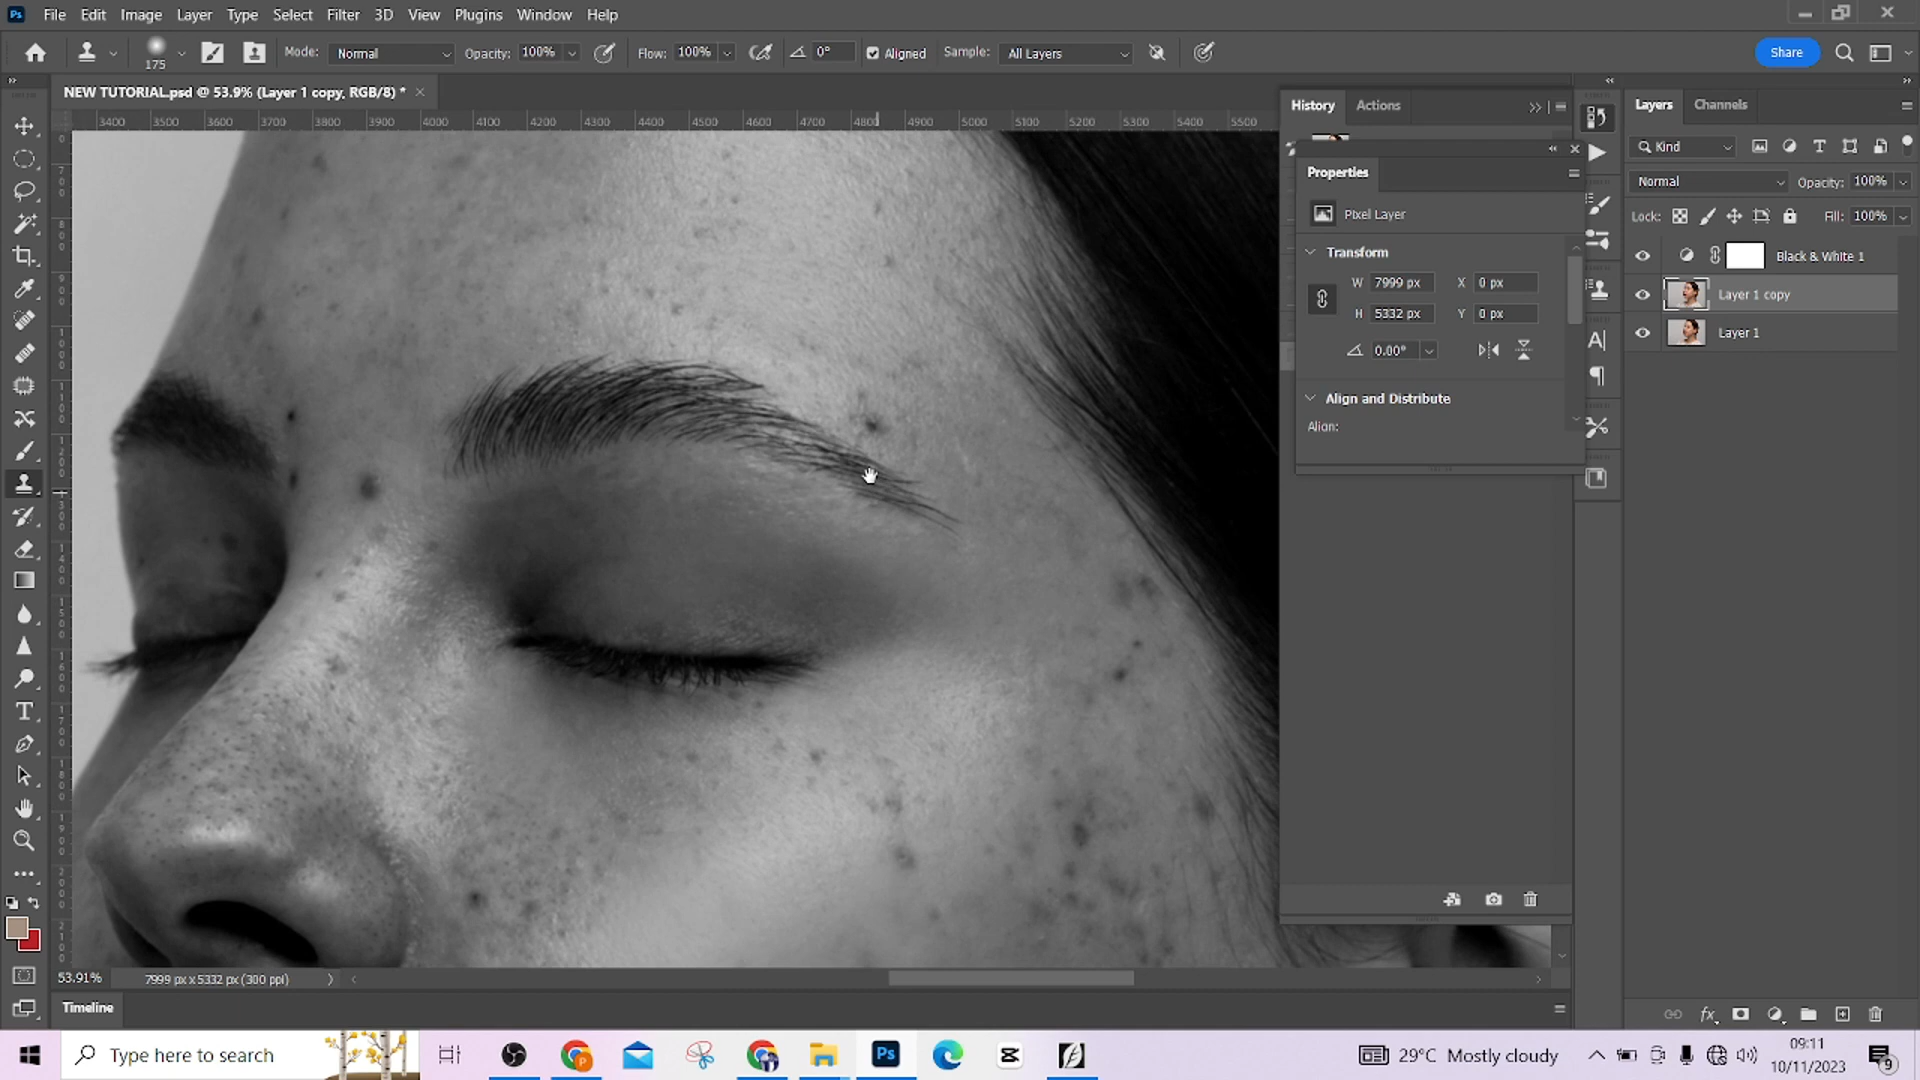 Ps File Edit Image Layer Type Select Filter 3D View Plugins Window Help
175 Mode: Normal Opacity: 100% Flow: 100% 0° Aligned Sample: All Layers Share
NEW TUTORIAL.psd @ 53.9% (Layer 1 copy, RGB/8) * ×
3400 3500 3600 3700 3800 3900 4000 4100 4200 4300 4400 4500 4600 4700 4800 4900 5000 5100 5200 5300 5400 5500
History Actions
Layers Channels
Kind
Properties
Normal Opacity: 100%
Pixel Layer
Lock: Fill: 100%
Transform
Black & White 1
W 7999 px X 0 px
Layer 1 copy
H 5332 px Y 0 px
Layer 1
0.00°
Align and Distribute
Align:
53.91% 7999 px x 5332 px (300 ppi)
Timeline
Type here to search
29°C Mostly cloudy
09:11
10/11/2023
9